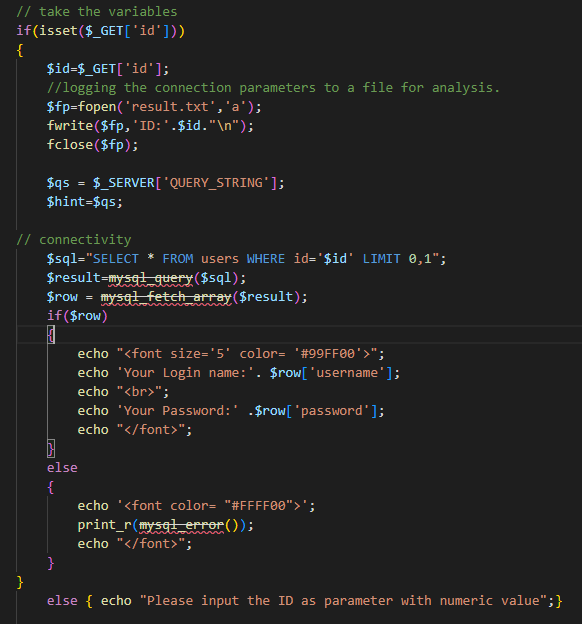 // take the variables
if(isset($_GET['id']))
{
$id=$_GET['id'];
//logging the connection parameters to a file for analysis.
$fp=fopen('result.txt','a');
fwrite($fp,'ID:'.$id."\n");
fclose($fp);
$qs = $_SERVER['QUERY_STRING'];
$hint=$qs;
// connectivity
$sql="SELECT * FROM users WHERE id='$id' LIMIT 0,1";
$result=mysql_query($sql);
$row = mysql_fetch_array($result);
if($row)
{
echo "<font size='5' color= '#99FF00'>";
echo 'Your Login name:'. $row['username'];
echo "<br>";
echo 'Your Password:' .$row['password'];
echo "</font>";
}
else
{
echo '<font color= "#FFFF00">';
print_r(mysql_error());
echo "</font>";
}
}
else { echo "Please input the ID as parameter with numeric value";}